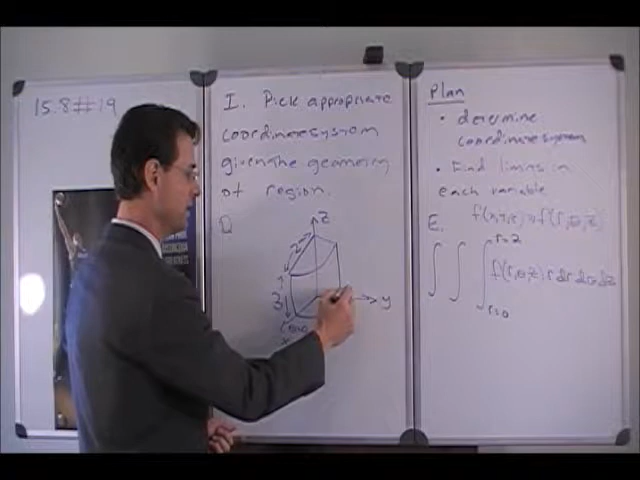 15.8 #19
I. Pick appropriate
coordinate system
given the geometry
of region.
D
z
2
3
y
x
Plan
• determine
coordinate system
• Find limits in
each variable
E.
r=2
∫ ∫ ∫ f(r,θ,z) r dr dθ dz
r=0